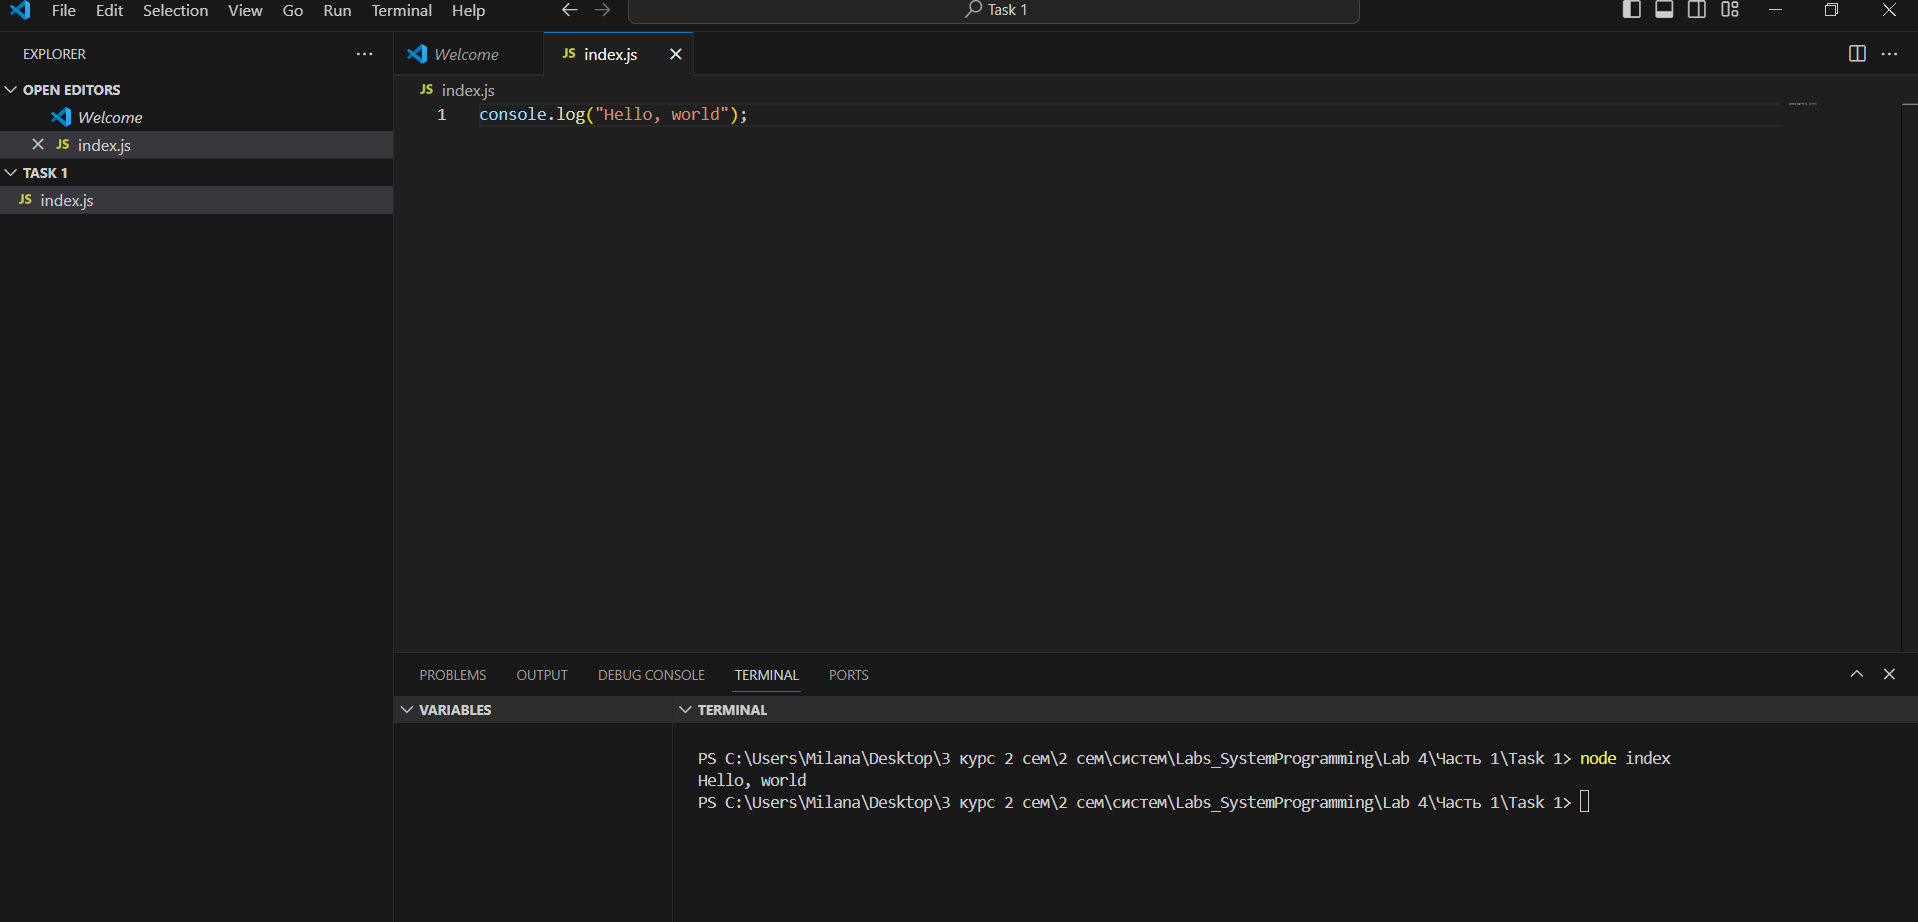 File Edit Selection View Go Run Terminal Help Task 1
EXPLORER
OPEN EDITORS
Welcome
JS index.js
TASK 1
JS index.js
Welcome JS index.js
JS index.js
1 console.log("Hello, world");
PROBLEMS OUTPUT DEBUG CONSOLE TERMINAL PORTS
VARIABLES
TERMINAL
PS C:\Users\Milana\Desktop\3 курс 2 сем\2 сем\систем\Labs_SystemProgramming\Lab 4\Часть 1\Task 1> node index
Hello, world
PS C:\Users\Milana\Desktop\3 курс 2 сем\2 сем\систем\Labs_SystemProgramming\Lab 4\Часть 1\Task 1>